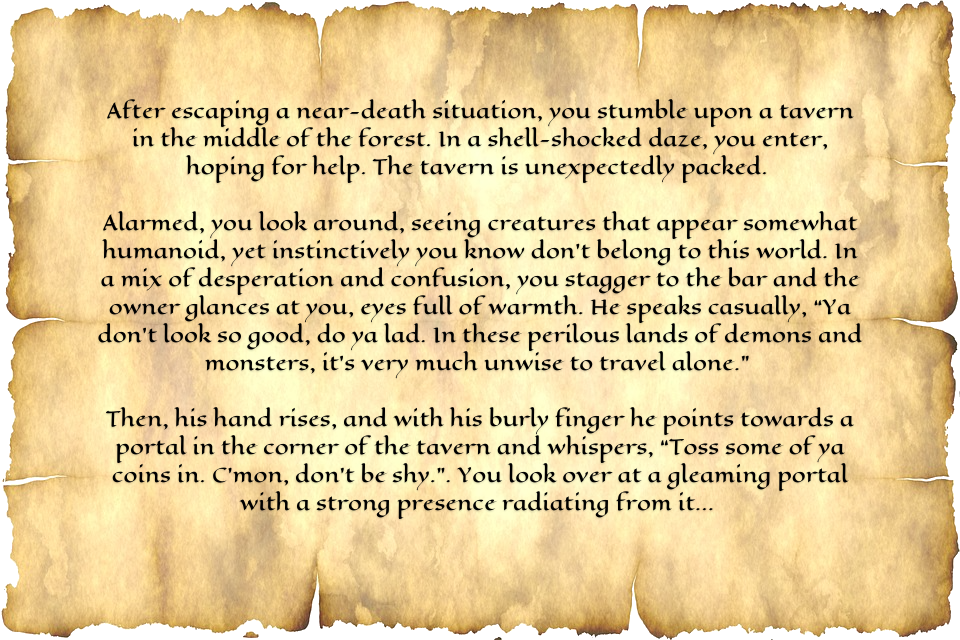 After escaping a near-death situation, you stumble upon a tavern
in the middle of the forest. In a shell-shocked daze, you enter,
hoping for help. The tavern is unexpectedly packed.
Alarmed, you look around, seeing creatures that appear somewhat
humanoid, yet instinctively you know don't belong to this world. In
a mix of desperation and confusion, you stagger to the bar and the
owner glances at you, eyes full of warmth. He speaks casually, "Ya
don't look so good, do ya lad. In these perilous lands of demons and
monsters, it's very much unwise to travel alone."
Then, his hand rises, and with his burly finger he points towards a
portal in the corner of the tavern and whispers, "Toss some of ya
coins in. C'mon, don't be shy.". You look over at a gleaming portal
with a strong presence radiating from it...